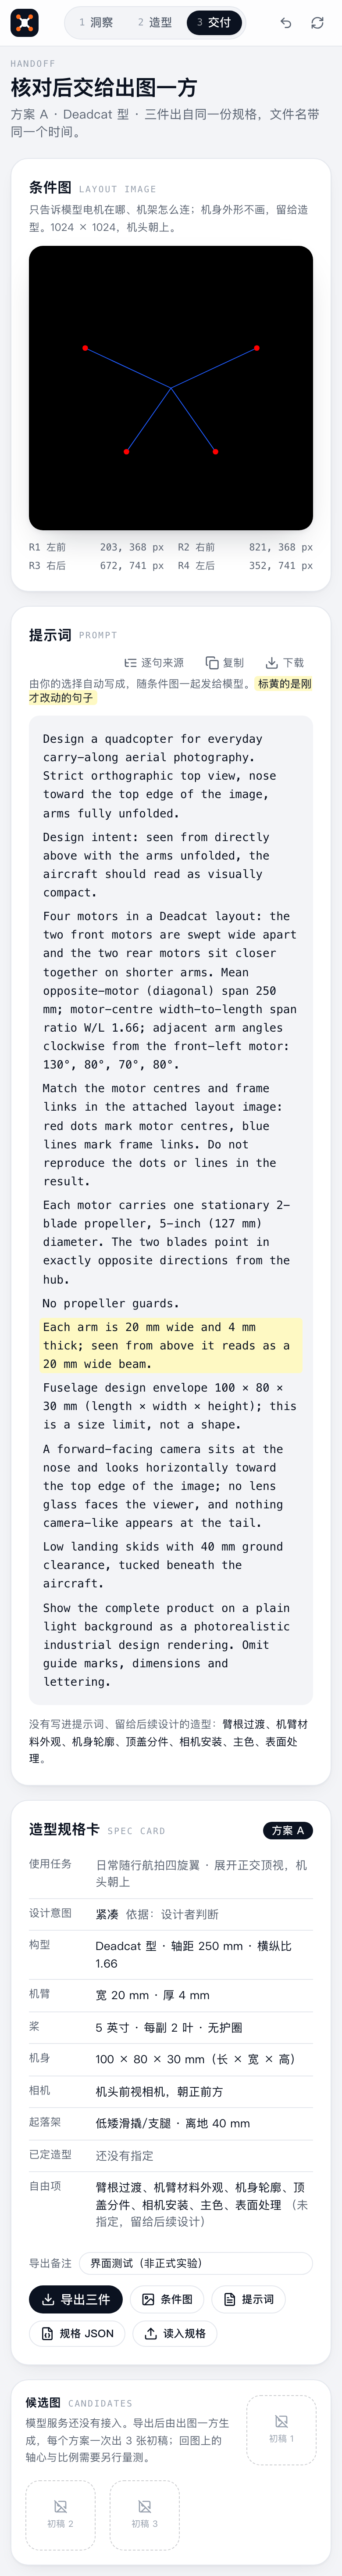 1 洞察 2 造型 3 交付
HANDOFF
核对后交给出图一方
方案 A · Deadcat 型 · 三件出自同一份规格，文件名带
同一个时间。
条件图 LAYOUT IMAGE
只告诉模型电机在哪、机架怎么连；机身外形不画，留给造
型。1024 × 1024，机头朝上。
R1 左前 203, 368 px R2 右前 821, 368 px
R3 右后 672, 741 px R4 左后 352, 741 px
提示词 PROMPT
逐句来源 复制 下载
由你的选择自动写成，随条件图一起发给模型。 标黄的是刚
才改动的句子
Design a quadcopter for everyday
carry-along aerial photography.
Strict orthographic top view, nose
toward the top edge of the image,
arms fully unfolded.
Design intent: seen from directly
above with the arms unfolded, the
aircraft should read as visually
compact.
Four motors in a Deadcat layout: the
two front motors are swept wide apart
and the two rear motors sit closer
together on shorter arms. Mean
opposite-motor (diagonal) span 250
mm; motor-centre width-to-length span
ratio W/L 1.66; adjacent arm angles
clockwise from the front-left motor:
130°, 80°, 70°, 80°.
Match the motor centres and frame
links in the attached layout image:
red dots mark motor centres, blue
lines mark frame links. Do not
reproduce the dots or lines in the
result.
Each motor carries one stationary 2-
blade propeller, 5-inch (127 mm)
diameter. The two blades point in
exactly opposite directions from the
hub.
No propeller guards.
Each arm is 20 mm wide and 4 mm
thick; seen from above it reads as a
20 mm wide beam.
Fuselage design envelope 100 × 80 ×
30 mm (length × width × height); this
is a size limit, not a shape.
A forward-facing camera sits at the
nose and looks horizontally toward
the top edge of the image; no lens
glass faces the viewer, and nothing
camera-like appears at the tail.
Low landing skids with 40 mm ground
clearance, tucked beneath the
aircraft.
Show the complete product on a plain
light background as a photorealistic
industrial design rendering. Omit
guide marks, dimensions and
lettering.
没有写进提示词、留给后续设计的造型：臂根过渡、机臂材
料外观、机身轮廓、顶盖分件、相机安装、主色、表面处
理。
造型规格卡 SPEC CARD 方案 A
使用任务 日常随行航拍四旋翼 · 展开正交顶视，机
头朝上
设计意图 紧凑 依据：设计者判断
构型 Deadcat 型 · 轴距 250 mm · 横纵比
1.66
机臂 宽 20 mm · 厚 4 mm
桨 5 英寸 · 每副 2 叶 · 无护圈
机身 100 × 80 × 30 mm（长 × 宽 × 高）
相机 机头前视相机，朝正前方
起落架 低矮滑撬/支腿 · 离地 40 mm
已定造型 还没有指定
自由项 臂根过渡、机臂材料外观、机身轮廓、顶
盖分件、相机安装、主色、表面处理 （未
指定，留给后续设计）
导出备注 界面测试（非正式实验）
导出三件 条件图 提示词
规格 JSON 读入规格
候选图 CANDIDATES
模型服务还没有接入。导出后由出图一方生
成，每个方案一次出 3 张初稿；回图上的
轴心与比例需要另行量测。
初稿 1
初稿 2 初稿 3